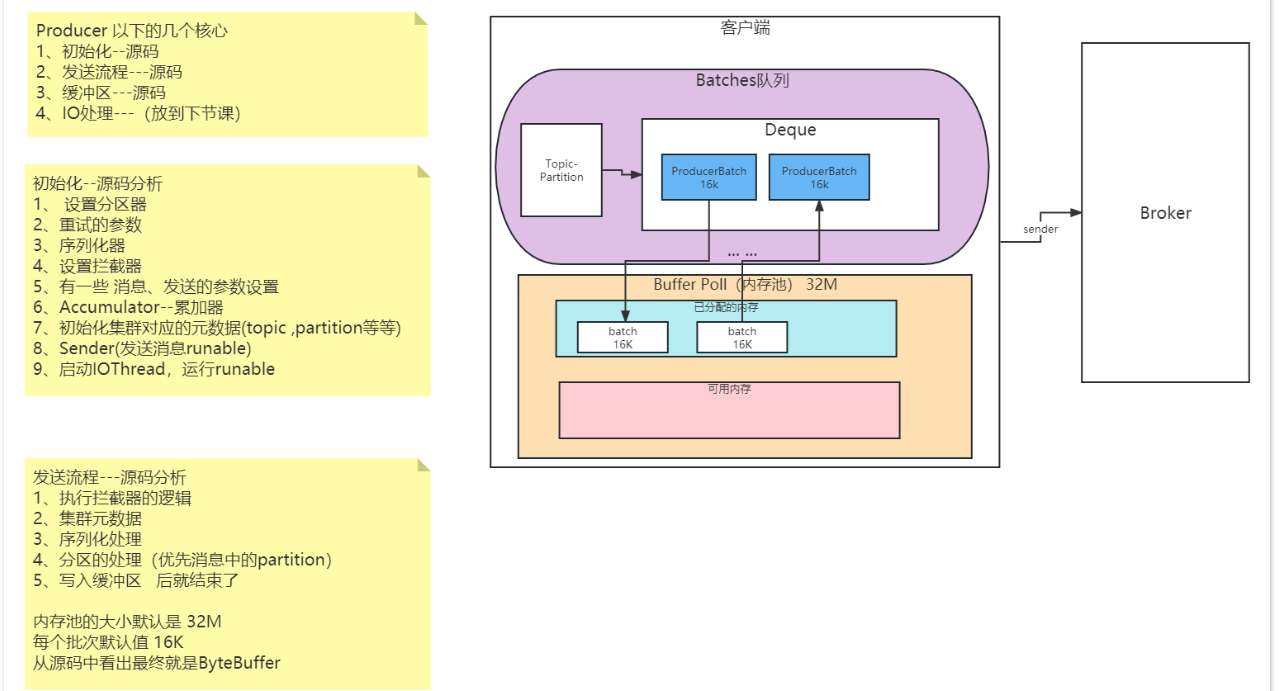 Producer 以下的几个核心
1、初始化--源码
2、发送流程---源码
3、缓冲区---源码
4、IO处理---（放到下节课）
初始化--源码分析
1、 设置分区器
2、重试的参数
3、序列化器
4、设置拦截器
5、有一些 消息、发送的参数设置
6、Accumulator--累加器
7、初始化集群对应的元数据(topic ,partition等等)
8、Sender(发送消息runable)
9、启动IOThread，运行runable
发送流程---源码分析
1、执行拦截器的逻辑
2、集群元数据
3、序列化处理
4、分区的处理（优先消息中的partition）
5、写入缓冲区 后就结束了
内存池的大小默认是 32M
每个批次默认值 16K
从源码中看出最终就是ByteBuffer
客户端
Batches队列
Topic-
Partition
Deque
ProducerBatch
16k
ProducerBatch
16k
... ...
Buffer Poll（内存池） 32M
已分配的内存
batch
16K
batch
16K
可用内存
sender
Broker